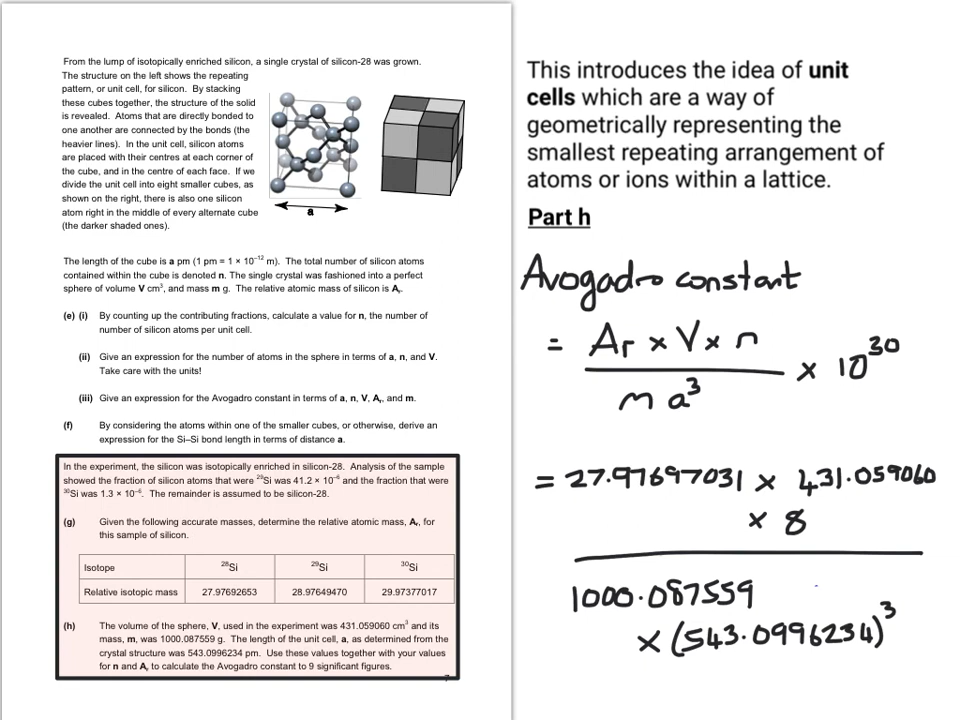 From the lump of isotopically enriched silicon, a single crystal of silicon-28 was grown.
The structure on the left shows the repeating
pattern, or unit cell, for silicon. By stacking
these cubes together, the structure of the solid
is revealed. Atoms that are directly bonded to
one another are connected by the bonds (the
heavier lines). In the unit cell, silicon atoms
are placed with their centres at each corner of
the cube, and in the centre of each face. If we
divide the unit cell into eight smaller cubes, as
shown on the right, there is also one silicon
atom right in the middle of every alternate cube
(the darker shaded ones).
a
The length of the cube is a pm (1 pm = 1 × 10⁻¹² m). The total number of silicon atoms
contained within the cube is denoted n. The single crystal was fashioned into a perfect
sphere of volume V cm³, and mass m g. The relative atomic mass of silicon is Aᵣ.
(e) (i) By counting up the contributing fractions, calculate a value for n, the number of
number of silicon atoms per unit cell.
(ii) Give an expression for the number of atoms in the sphere in terms of a, n, and V.
Take care with the units!
(iii) Give an expression for the Avogadro constant in terms of a, n, V, Aᵣ, and m.
(f) By considering the atoms within one of the smaller cubes, or otherwise, derive an
expression for the Si–Si bond length in terms of distance a.
In the experiment, the silicon was isotopically enriched in silicon-28. Analysis of the sample
showed the fraction of silicon atoms that were ²⁹Si was 41.2 × 10⁻⁶ and the fraction that were
³⁰Si was 1.3 × 10⁻⁶. The remainder is assumed to be silicon-28.
(g) Given the following accurate masses, determine the relative atomic mass, Aᵣ, for
this sample of silicon.
Isotope ²⁸Si ²⁹Si ³⁰Si
Relative isotopic mass 27.97692653 28.97649470 29.97377017
(h) The volume of the sphere, V, used in the experiment was 431.059060 cm³ and its
mass, m, was 1000.087559 g. The length of the unit cell, a, as determined from the
crystal structure was 543.0996234 pm. Use these values together with your values
for n and Aᵣ to calculate the Avogadro constant to 9 significant figures.
7
This introduces the idea of unit
cells which are a way of
geometrically representing the
smallest repeating arrangement of
atoms or ions within a lattice.
Part h
Avogadro constant
= Ar × V × n
m a³
× 10³⁰
= 27.97697031 × 431.059060
× 8
1000.087559
× (543.0996234)³